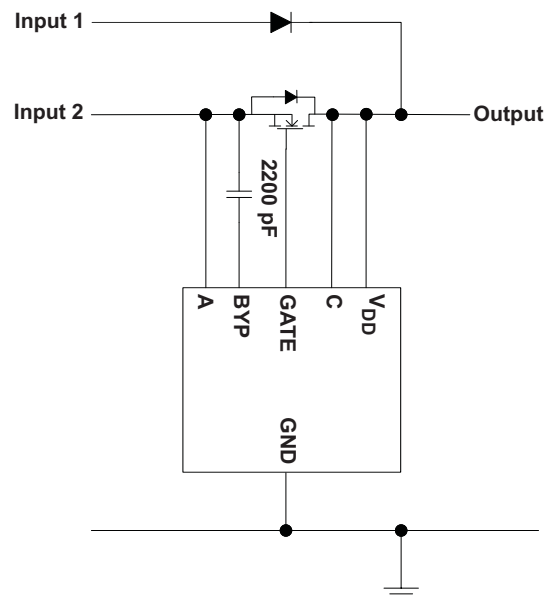 Input 1
Input 2
Output
2200 pF
A
BYP
GATE
C
VDD
GND